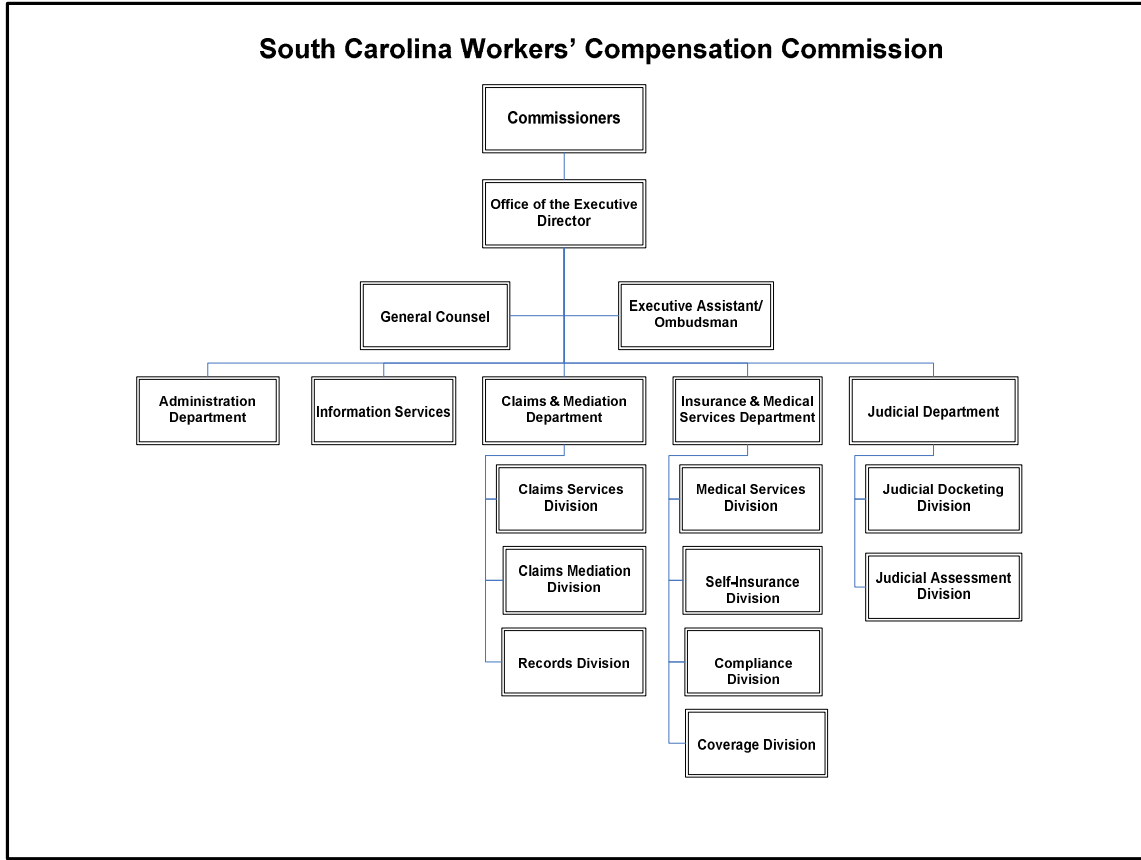 South Carolina Workers’ Compensation Commission
Commissioners
Office of the Executive
Director
General Counsel
Executive Assistant/
Ombudsman
Administration
Department
Information Services
Claims & Mediation
Department
Insurance & Medical
Services Department
Judicial Department
Claims Services
Division
Claims Mediation
Division
Records Division
Medical Services
Division
Self-Insurance
Division
Compliance
Division
Coverage Division
Judicial Docketing
Division
Judicial Assessment
Division